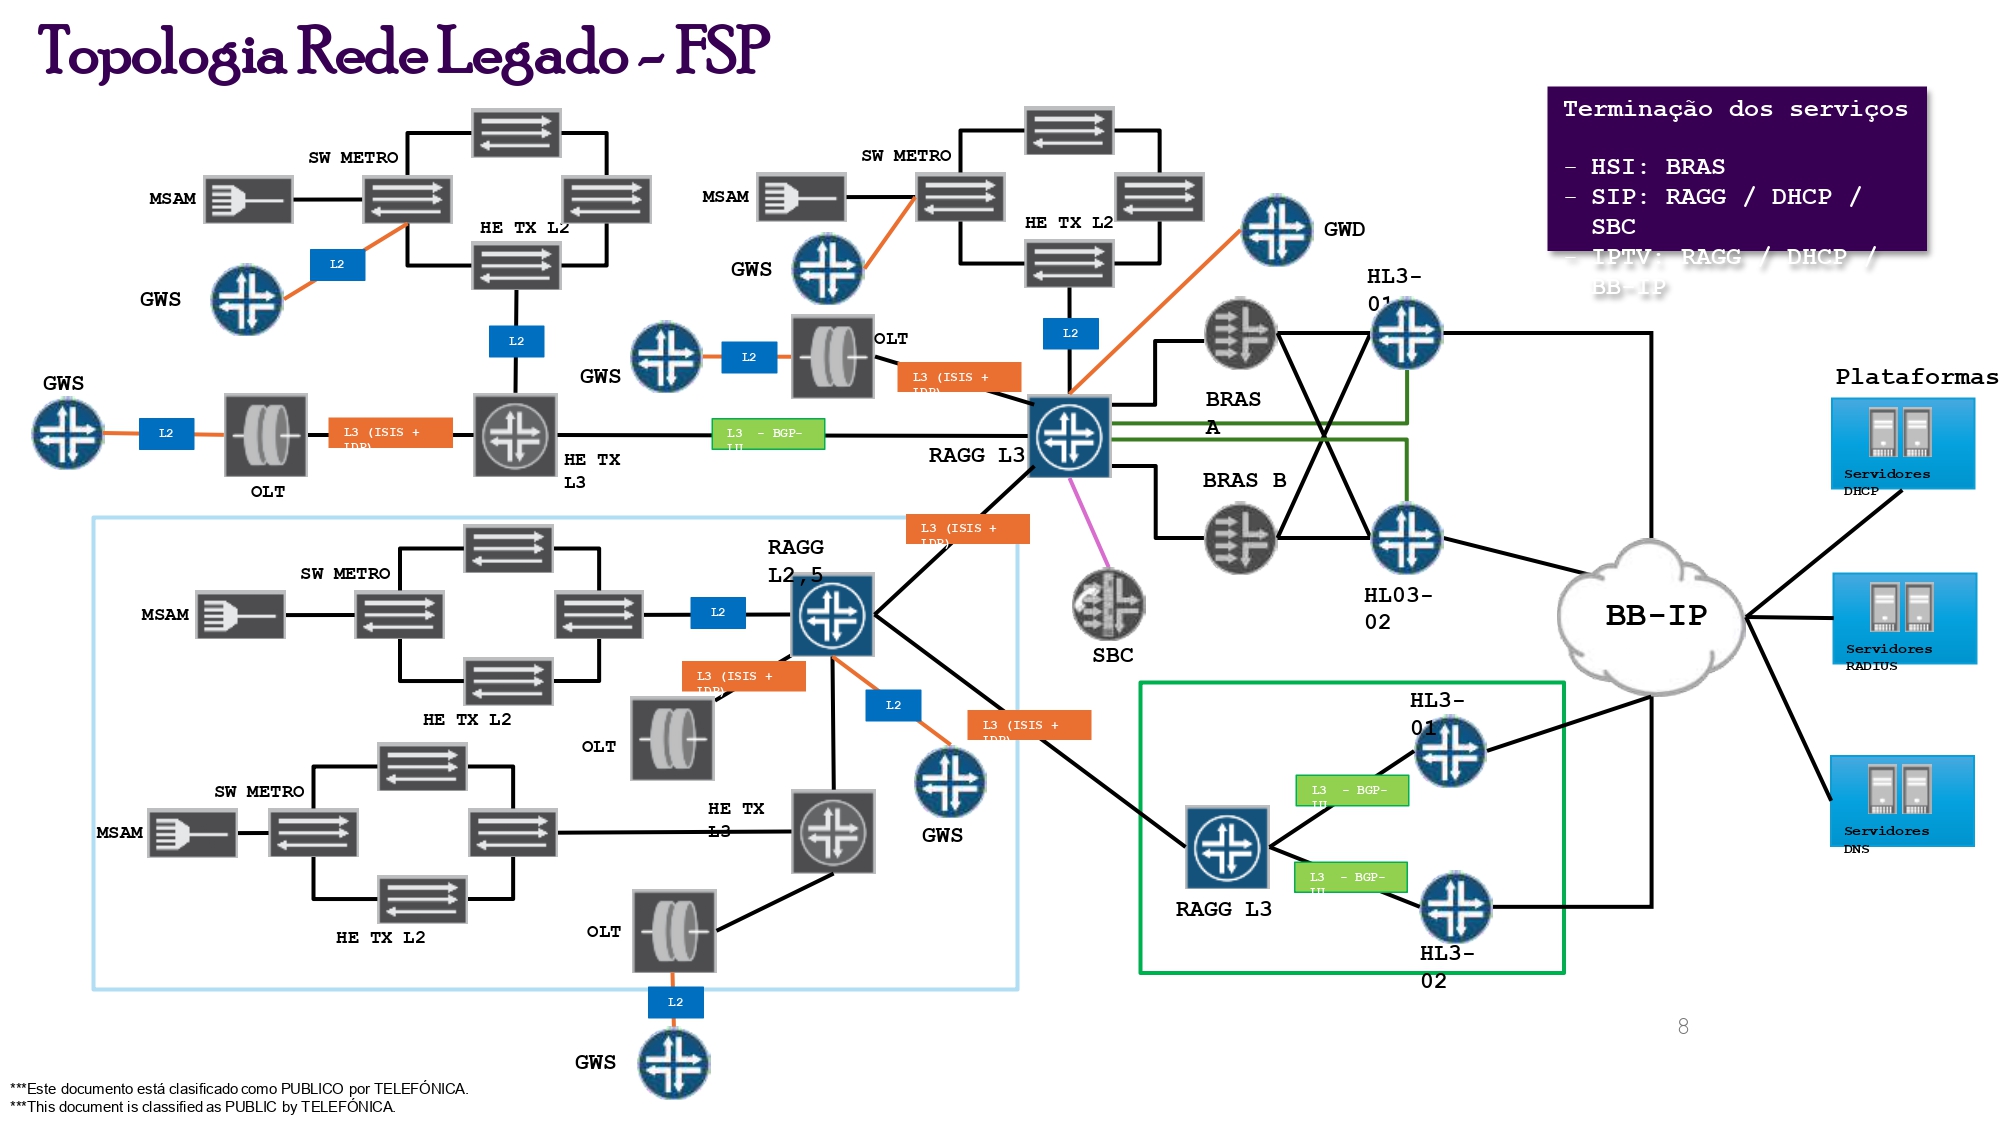 Topologia Rede Legado - FSP
Terminação dos serviços
- HSI: BRAS
- SIP: RAGG / DHCP /
SBC
- IPTV: RAGG / DHCP /
BB-IP
SW METRO
MSAM
HE TX L2
L2
GWS
L2
SW METRO
MSAM
HE TX L2
GWS
GWD
L2
HL3-
01
OLT
GWS
L2
L3 (ISIS +
LDP)
GWS
L2
L3 (ISIS +
LDP)
OLT
HE TX
L3
L3 - BGP-
LU
RAGG L3
BRAS
A
BRAS B
HL03-
02
SBC
Plataformas
Servidores
DHCP
Servidores
RADIUS
Servidores
DNS
BB-IP
L3 (ISIS +
LDP)
RAGG
L2,5
SW METRO
MSAM
HE TX L2
L2
L3 (ISIS +
LDP)
OLT
L2
GWS
L3 (ISIS +
LDP)
SW METRO
MSAM
HE TX L2
HE TX
L3
OLT
L2
GWS
HL3-
01
L3 - BGP-
LU
RAGG L3
L3 - BGP-
LU
HL3-
02
8
***Este documento está clasificado como PUBLICO por TELEFÓNICA.
***This document is classified as PUBLIC by TELEFÓNICA.